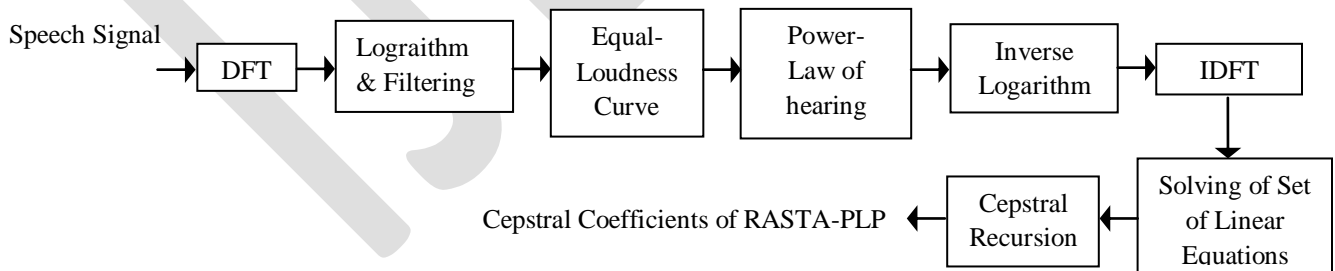 Speech Signal
DFT
Lograithm
& Filtering
Equal-
Loudness
Curve
Power-
Law of
hearing
Inverse
Logarithm
IDFT
Solving of Set
of Linear
Equations
Cepstral
Recursion
Cepstral Coefficients of RASTA-PLP